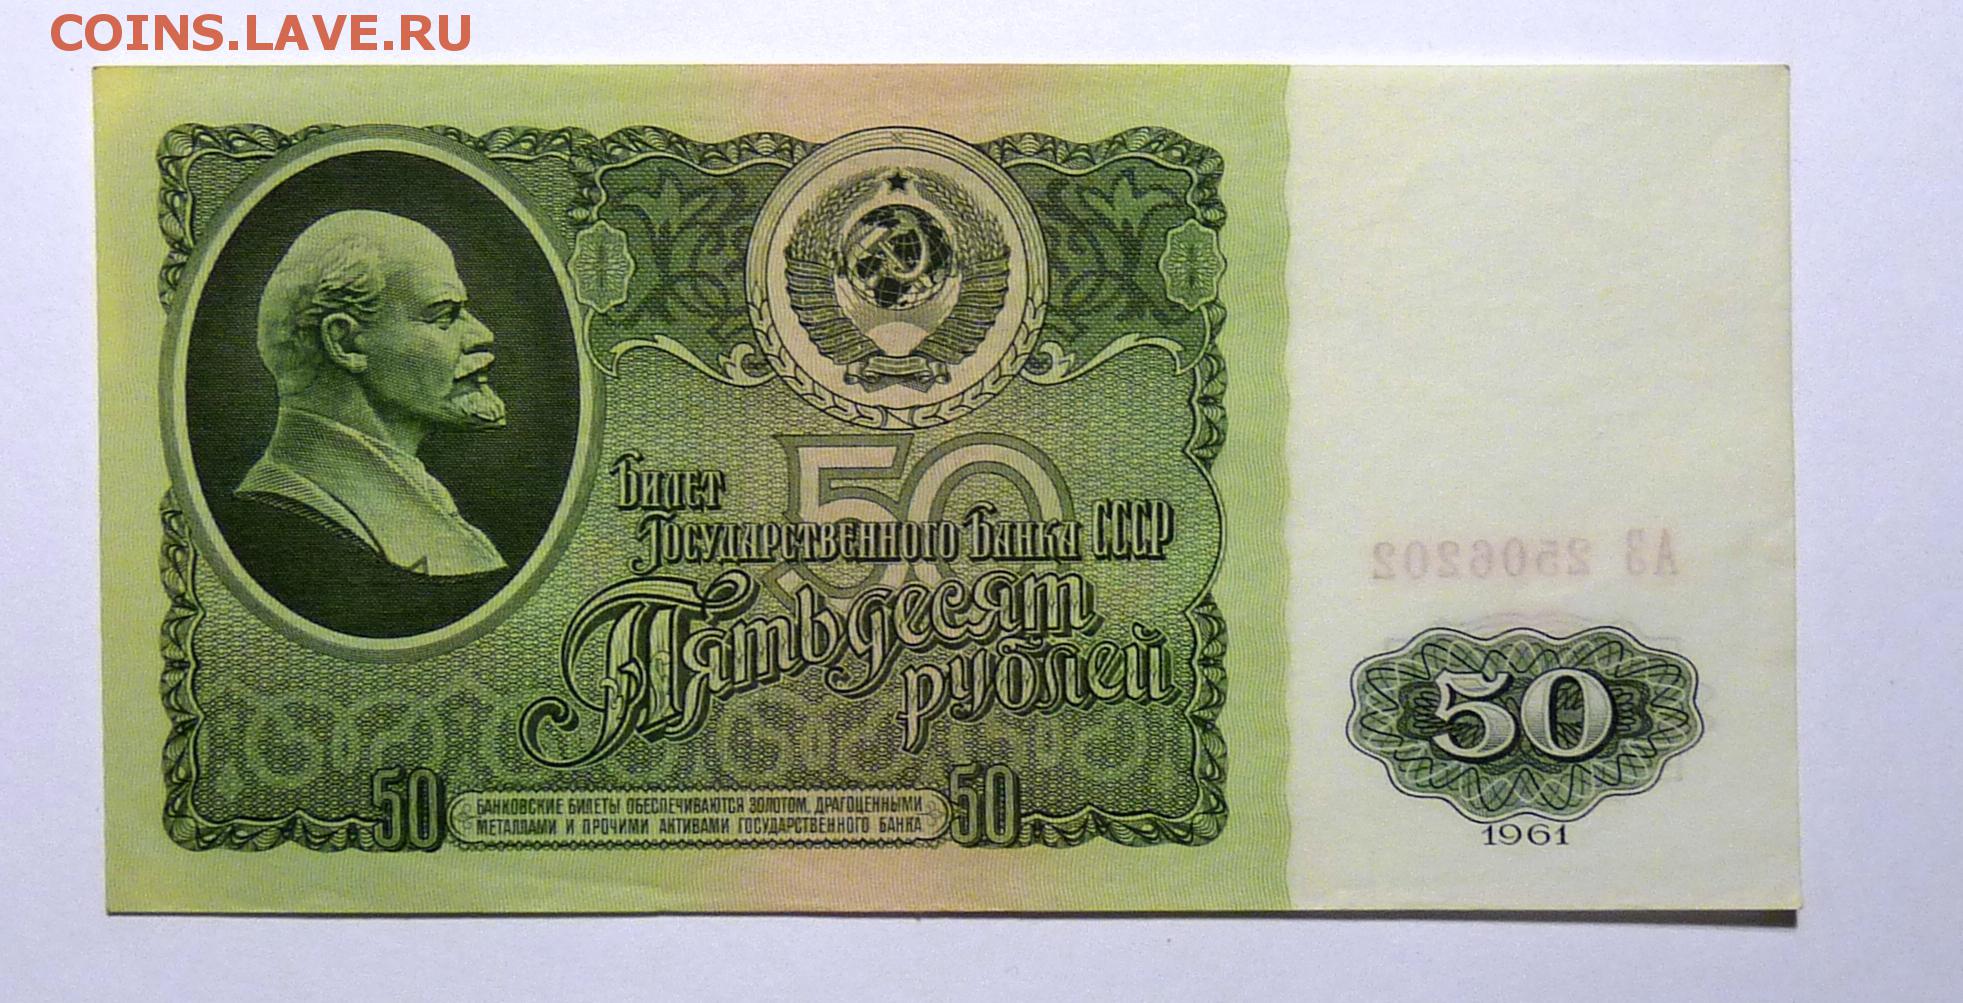 COINS.LAVE.RU
50
Билет
Государственного Банка СССР
Пятьдесят
рублей
АЗ 2506202
50
1961
50
БАНКОВСКИЕ БИЛЕТЫ ОБЕСПЕЧИВАЮТСЯ ЗОЛОТОМ, ДРАГОЦЕННЫМИ
МЕТАЛЛАМИ И ПРОЧИМИ АКТИВАМИ ГОСУДАРСТВЕННОГО БАНКА
50